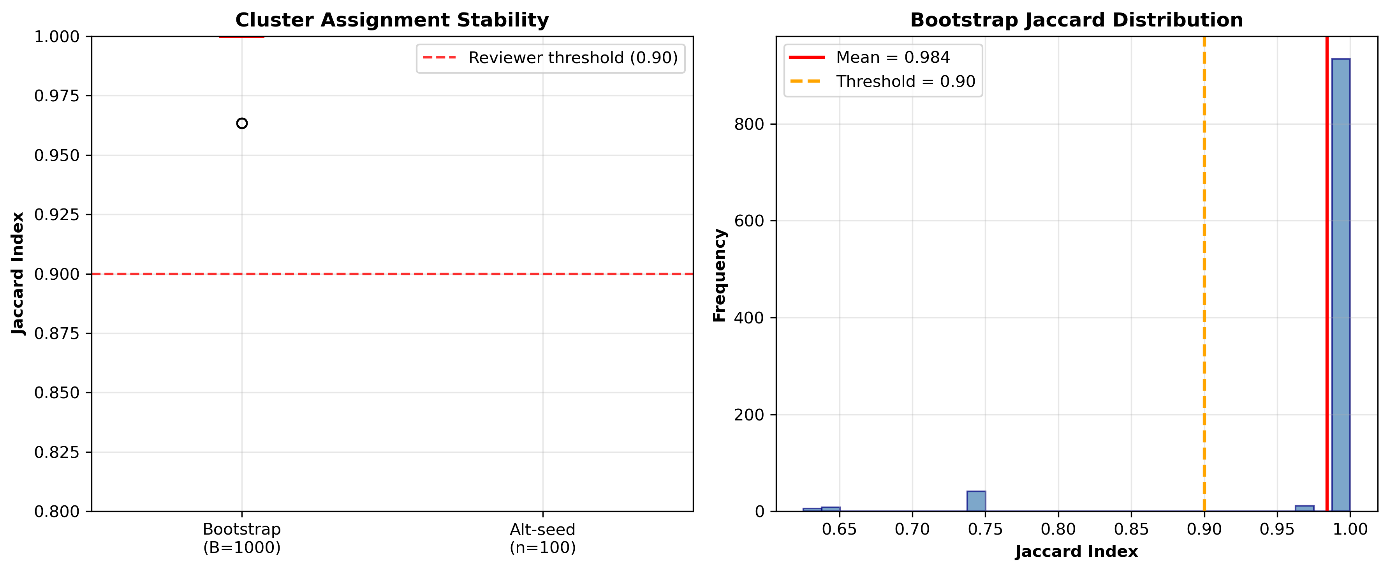 Cluster Assignment Stability
Jaccard Index
1.000
0.975
0.950
0.925
0.900
0.875
0.850
0.825
0.800
Reviewer threshold (0.90)
Bootstrap
(B=1000)
Alt-seed
(n=100)
Bootstrap Jaccard Distribution
Frequency
800
600
400
200
0
Mean = 0.984
Threshold = 0.90
0.65 0.70 0.75 0.80 0.85 0.90 0.95 1.00
Jaccard Index